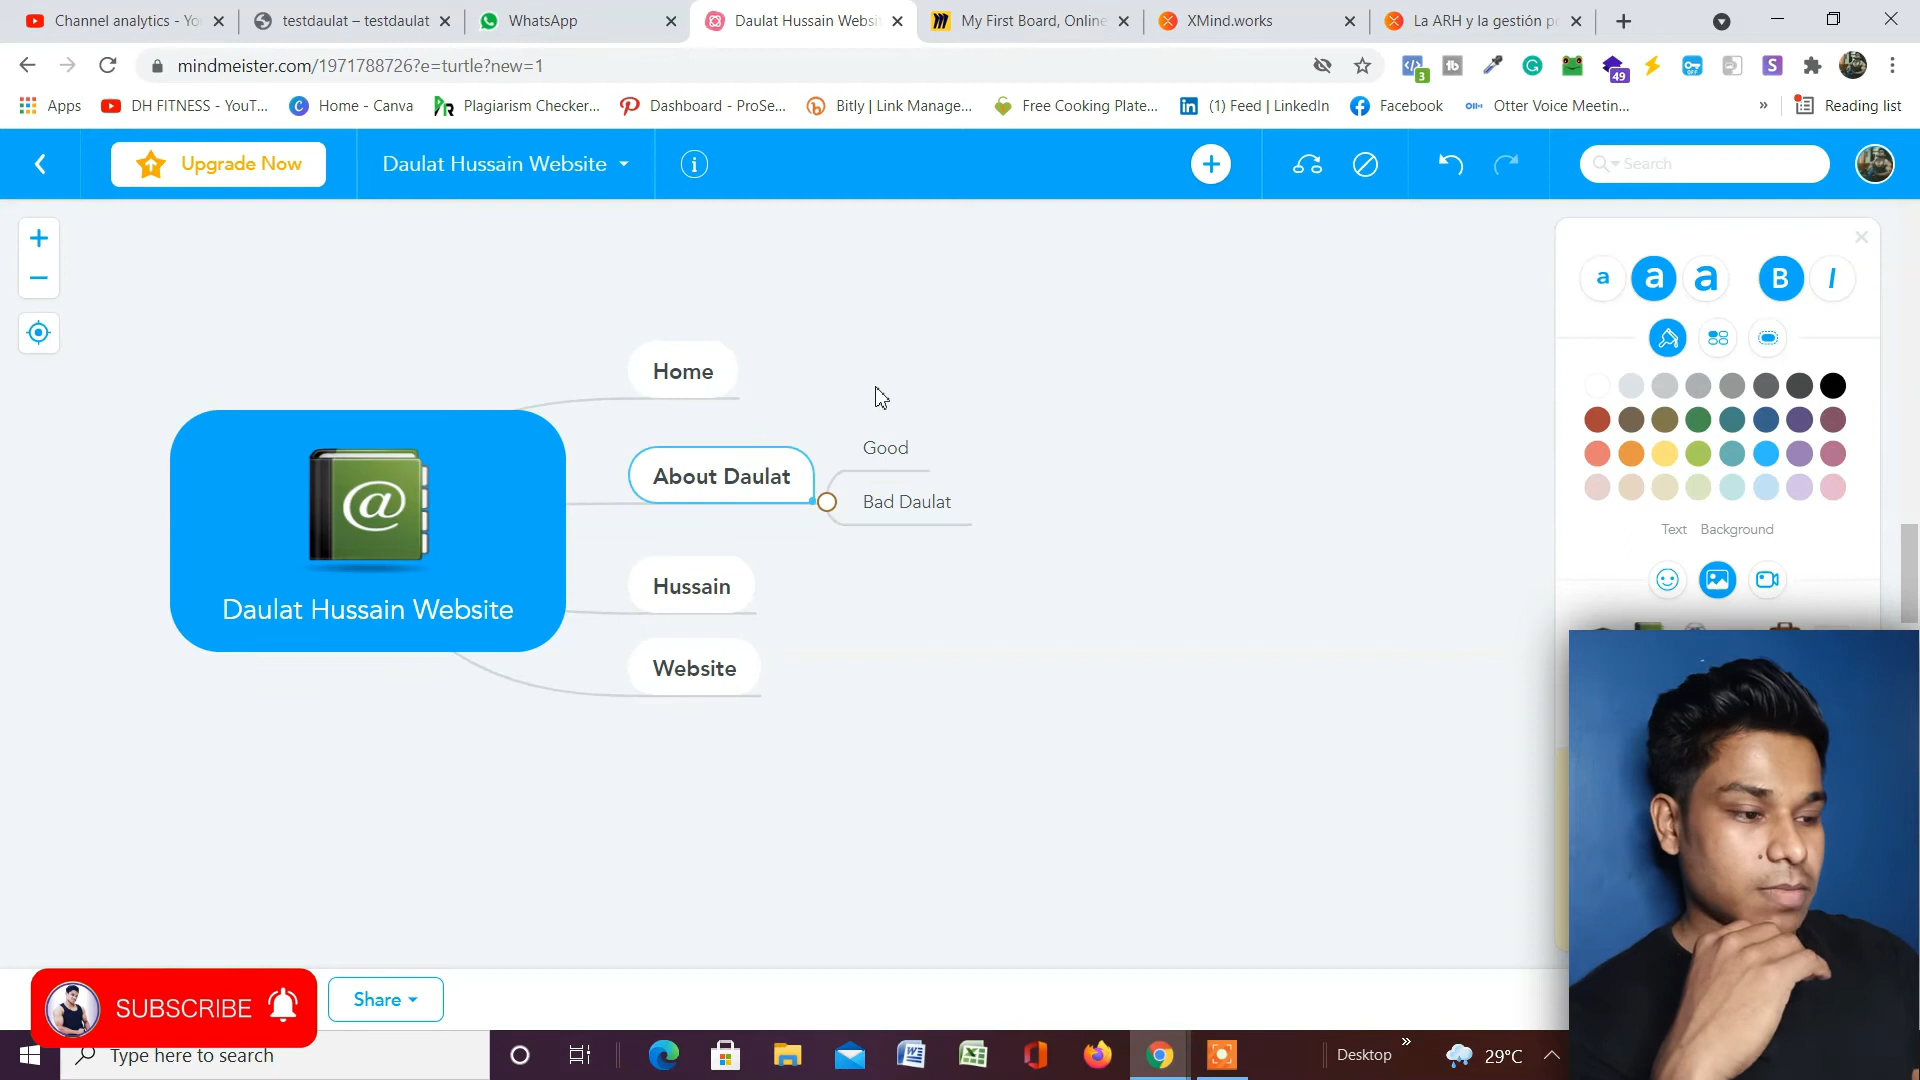 Channel analytics - Yo
testdaulat – testdaulat
WhatsApp
Daulat Hussain Websi
My First Board, Online
XMind.works
La ARH y la gestión p
mindmeister.com/1971788726?e=turtle?new=1
3
tb
49
OFF
S
Apps
DH FITNESS - YouT...
Home - Canva
Plagiarism Checker...
Dashboard - ProSe...
Bitly | Link Manage...
Free Cooking Plate...
(1) Feed | LinkedIn
Facebook
Otter Voice Meetin...
»
Reading list
Upgrade Now
Daulat Hussain Website
Search
a a a B I
Home
Good
About Daulat
Bad Daulat
Text Background
Hussain
Daulat Hussain Website
Website
SUBSCRIBE
Share
Type here to search
Desktop
»
29°C